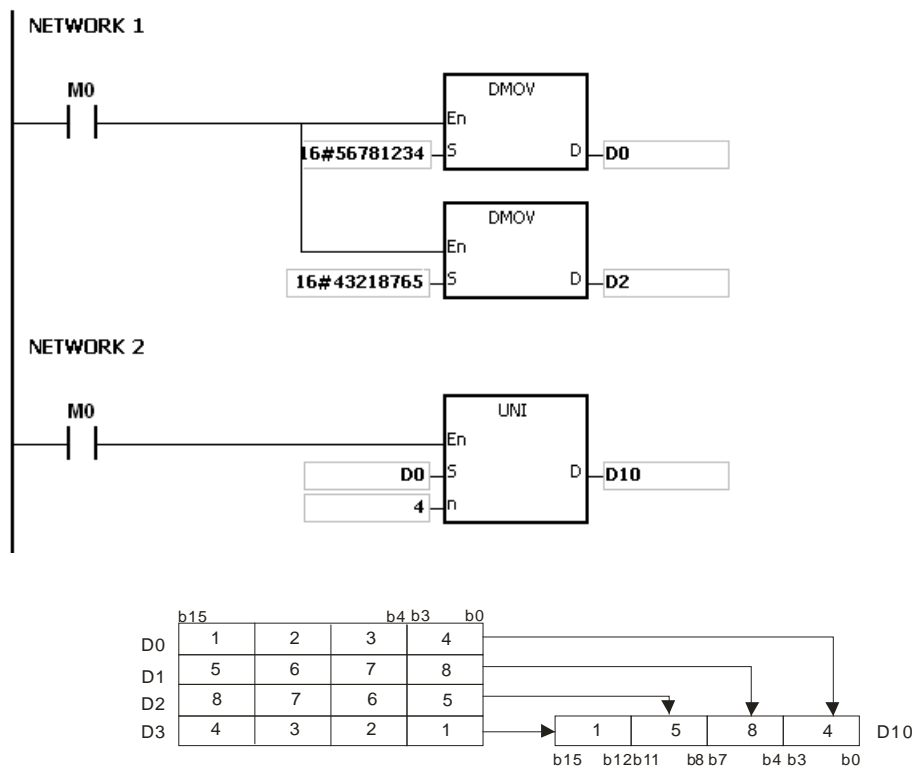 NETWORK 1
M0
DMOV
En
16#56781234 S D D0
DMOV
En
16#43218765 S D D2
NETWORK 2
M0
UNI
En
D0 S D D10
4 n
b15 b4 b3 b0
D0 1 2 3 4
D1 5 6 7 8
D2 8 7 6 5
D3 4 3 2 1 1 5 8 4 D10
b15 b12 b11 b8 b7 b4 b3 b0